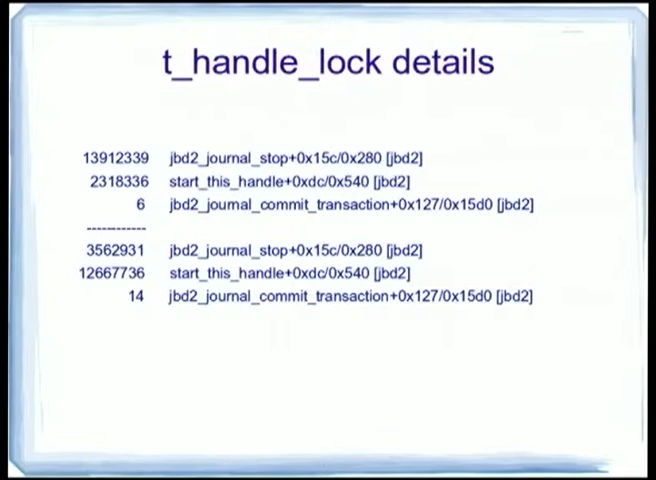 t_handle_lock details
13912339 jbd2_journal_stop+0x15c/0x280 [jbd2]
2318336 start_this_handle+0xdc/0x540 [jbd2]
6 jbd2_journal_commit_transaction+0x127/0x15d0 [jbd2]
------------
3562931 jbd2_journal_stop+0x15c/0x280 [jbd2]
12667736 start_this_handle+0xdc/0x540 [jbd2]
14 jbd2_journal_commit_transaction+0x127/0x15d0 [jbd2]